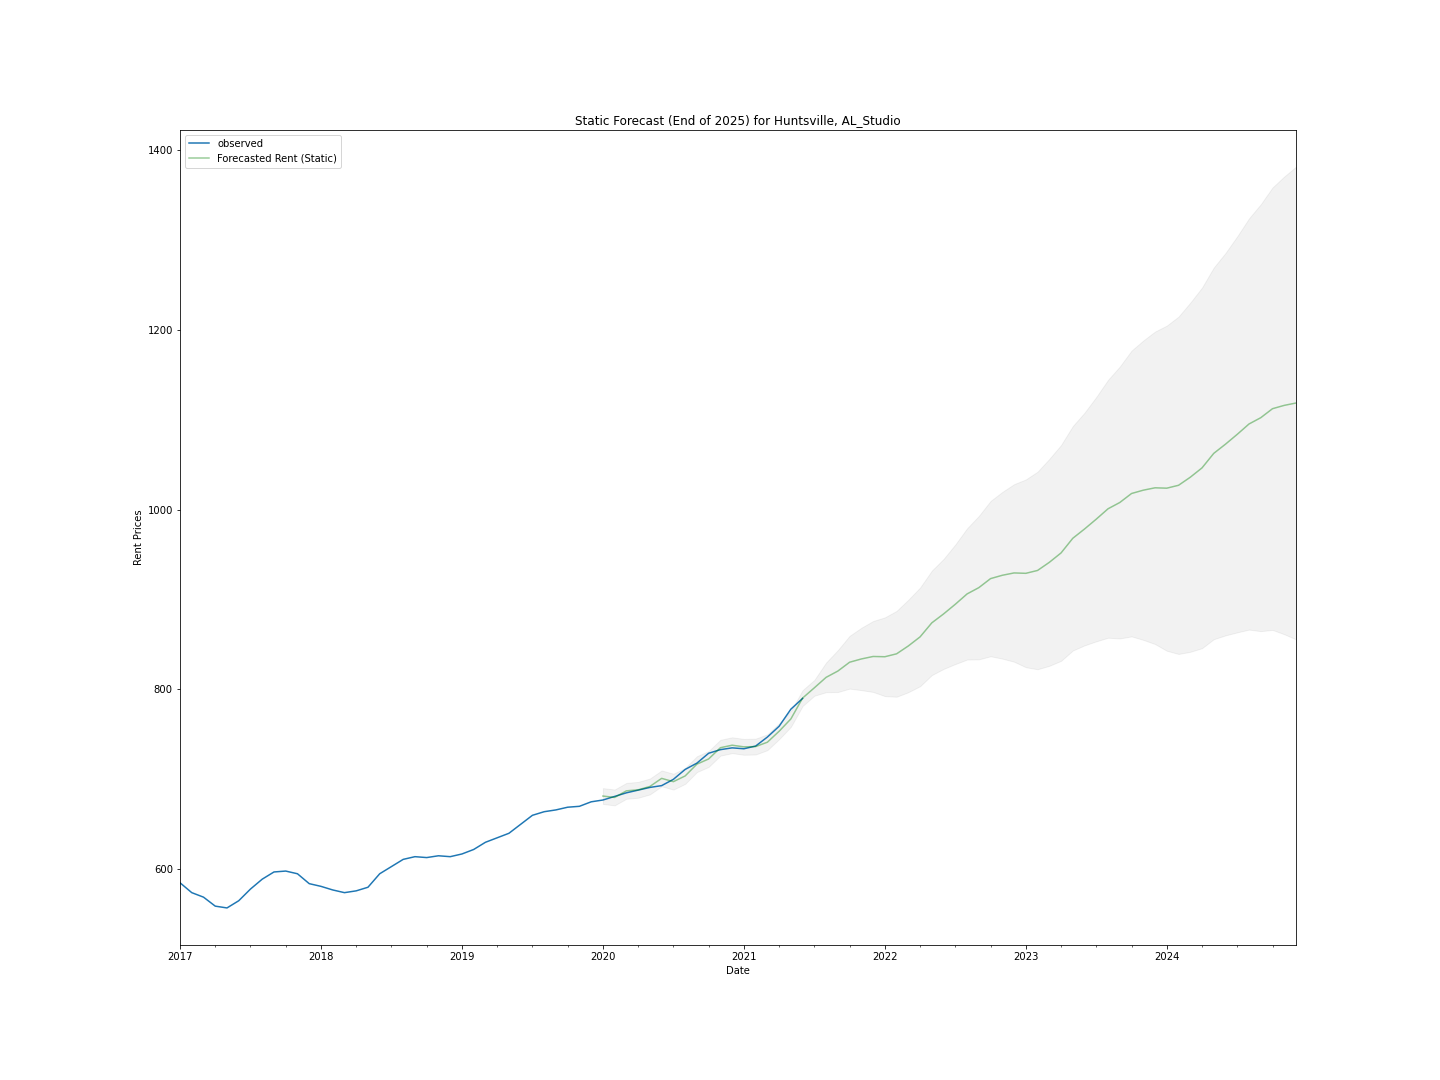 Static Forecast (End of 2025) for Huntsville, AL_Studio
observed
Forecasted Rent (Static)
1400
1200
1000
800
600
Rent Prices
2017 2018 2019 2020 2021 2022 2023 2024
Date